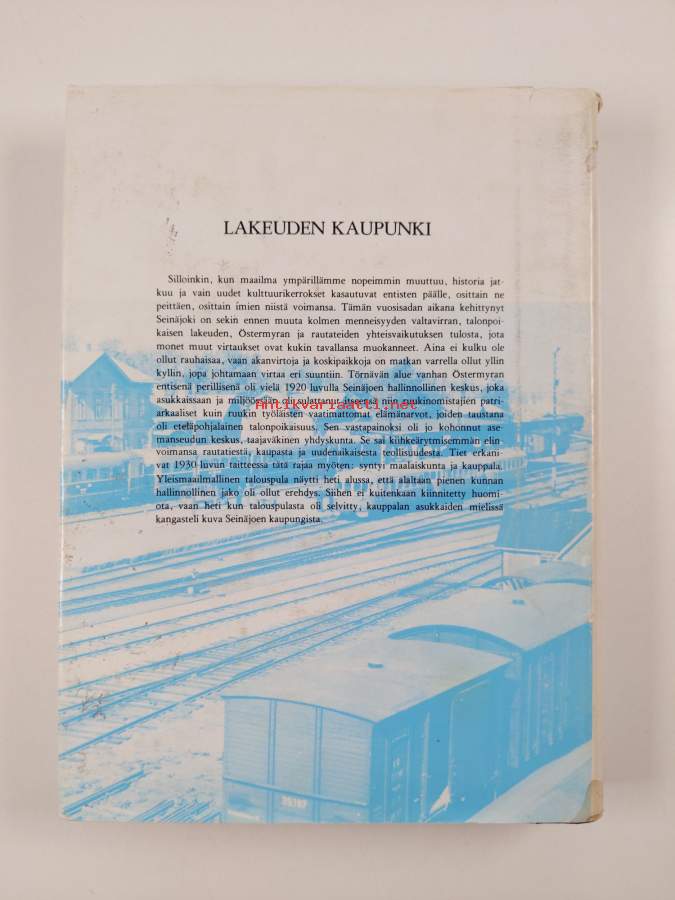 LAKEUDEN KAUPUNKI
Silloinkin, kun maailma ympärillämme nopeimmin muuttuu, historia jat-
kuu ja vain uudet kulttuurikerrokset kasautuvat entisten päälle, osittain ne
peittäen, osittain imien niistä voimansa. Tämän vuosisadan aikana kehittynyt
Seinäjoki on sekin ennen muuta kolmen menneisyyden valtavirran, talonpoi-
kaisen lakeuden, Östermyran ja rautateiden yhteisvaikutuksen tulosta, jota
monet muut virtaukset ovat kukin tavallansa muokanneet. Aina ei kulku ole
ollut rauhaisaa, vaan akanvirtoja ja koskipaikkoja on matkan varrella ollut yllin
kyllin, jopa johtamaan virtaa eri suuntiin. Törnävän alue vanhan Östermyran
entisenä perillisenä oli vielä 1920-luvulla Seinäjoen hallinnollinen keskus, joka
asukkaissaan ja miljöössään oli sulattanut itseensä niin ruukinomistajien patri-
Antikvariaatti.net
arkaaliset kuin ruukin työläisten vaatimattomat elämänarvot, joiden taustana
oli eteläpohjalainen talonpoikaisuus. Sen vastapainoksi oli jo kohonnut ase-
manseudun keskus, taajaväkinen yhdyskunta. Se sai kiihkeärytmisemmän elin-
voimansa rautatiestä, kaupasta ja uudenaikaisesta teollisuudesta. Tiet erkani-
vat 1930-luvun taitteessa tätä rajaa myöten: syntyi maalaiskunta ja kauppala.
Yleismaailmallinen talouspula näytti heti alussa, että alaltaan pienen kunnan
hallinnollinen jako oli ollut erehdys. Siihen ei kuitenkaan kiinnitetty huomi-
ota, vaan heti kun talouspulasta oli selvitty, kauppalan asukkaiden mielissä
kangasteli kuva Seinäjoen kaupungista.